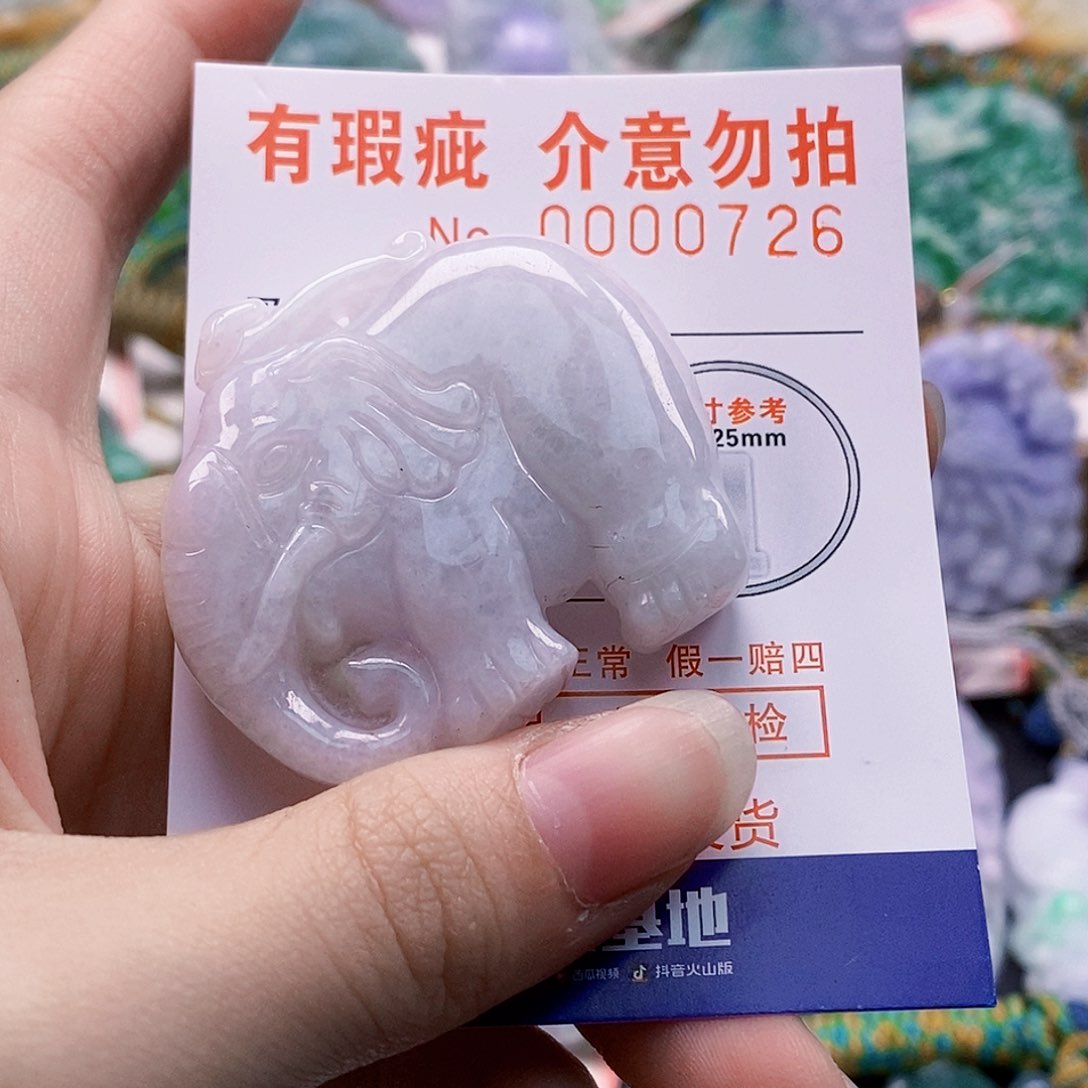 有瑕疵 介意勿拍
No 0000726
寸参考
25mm
正常 假一赔四
检
货
基地
西瓜视频 抖音火山版